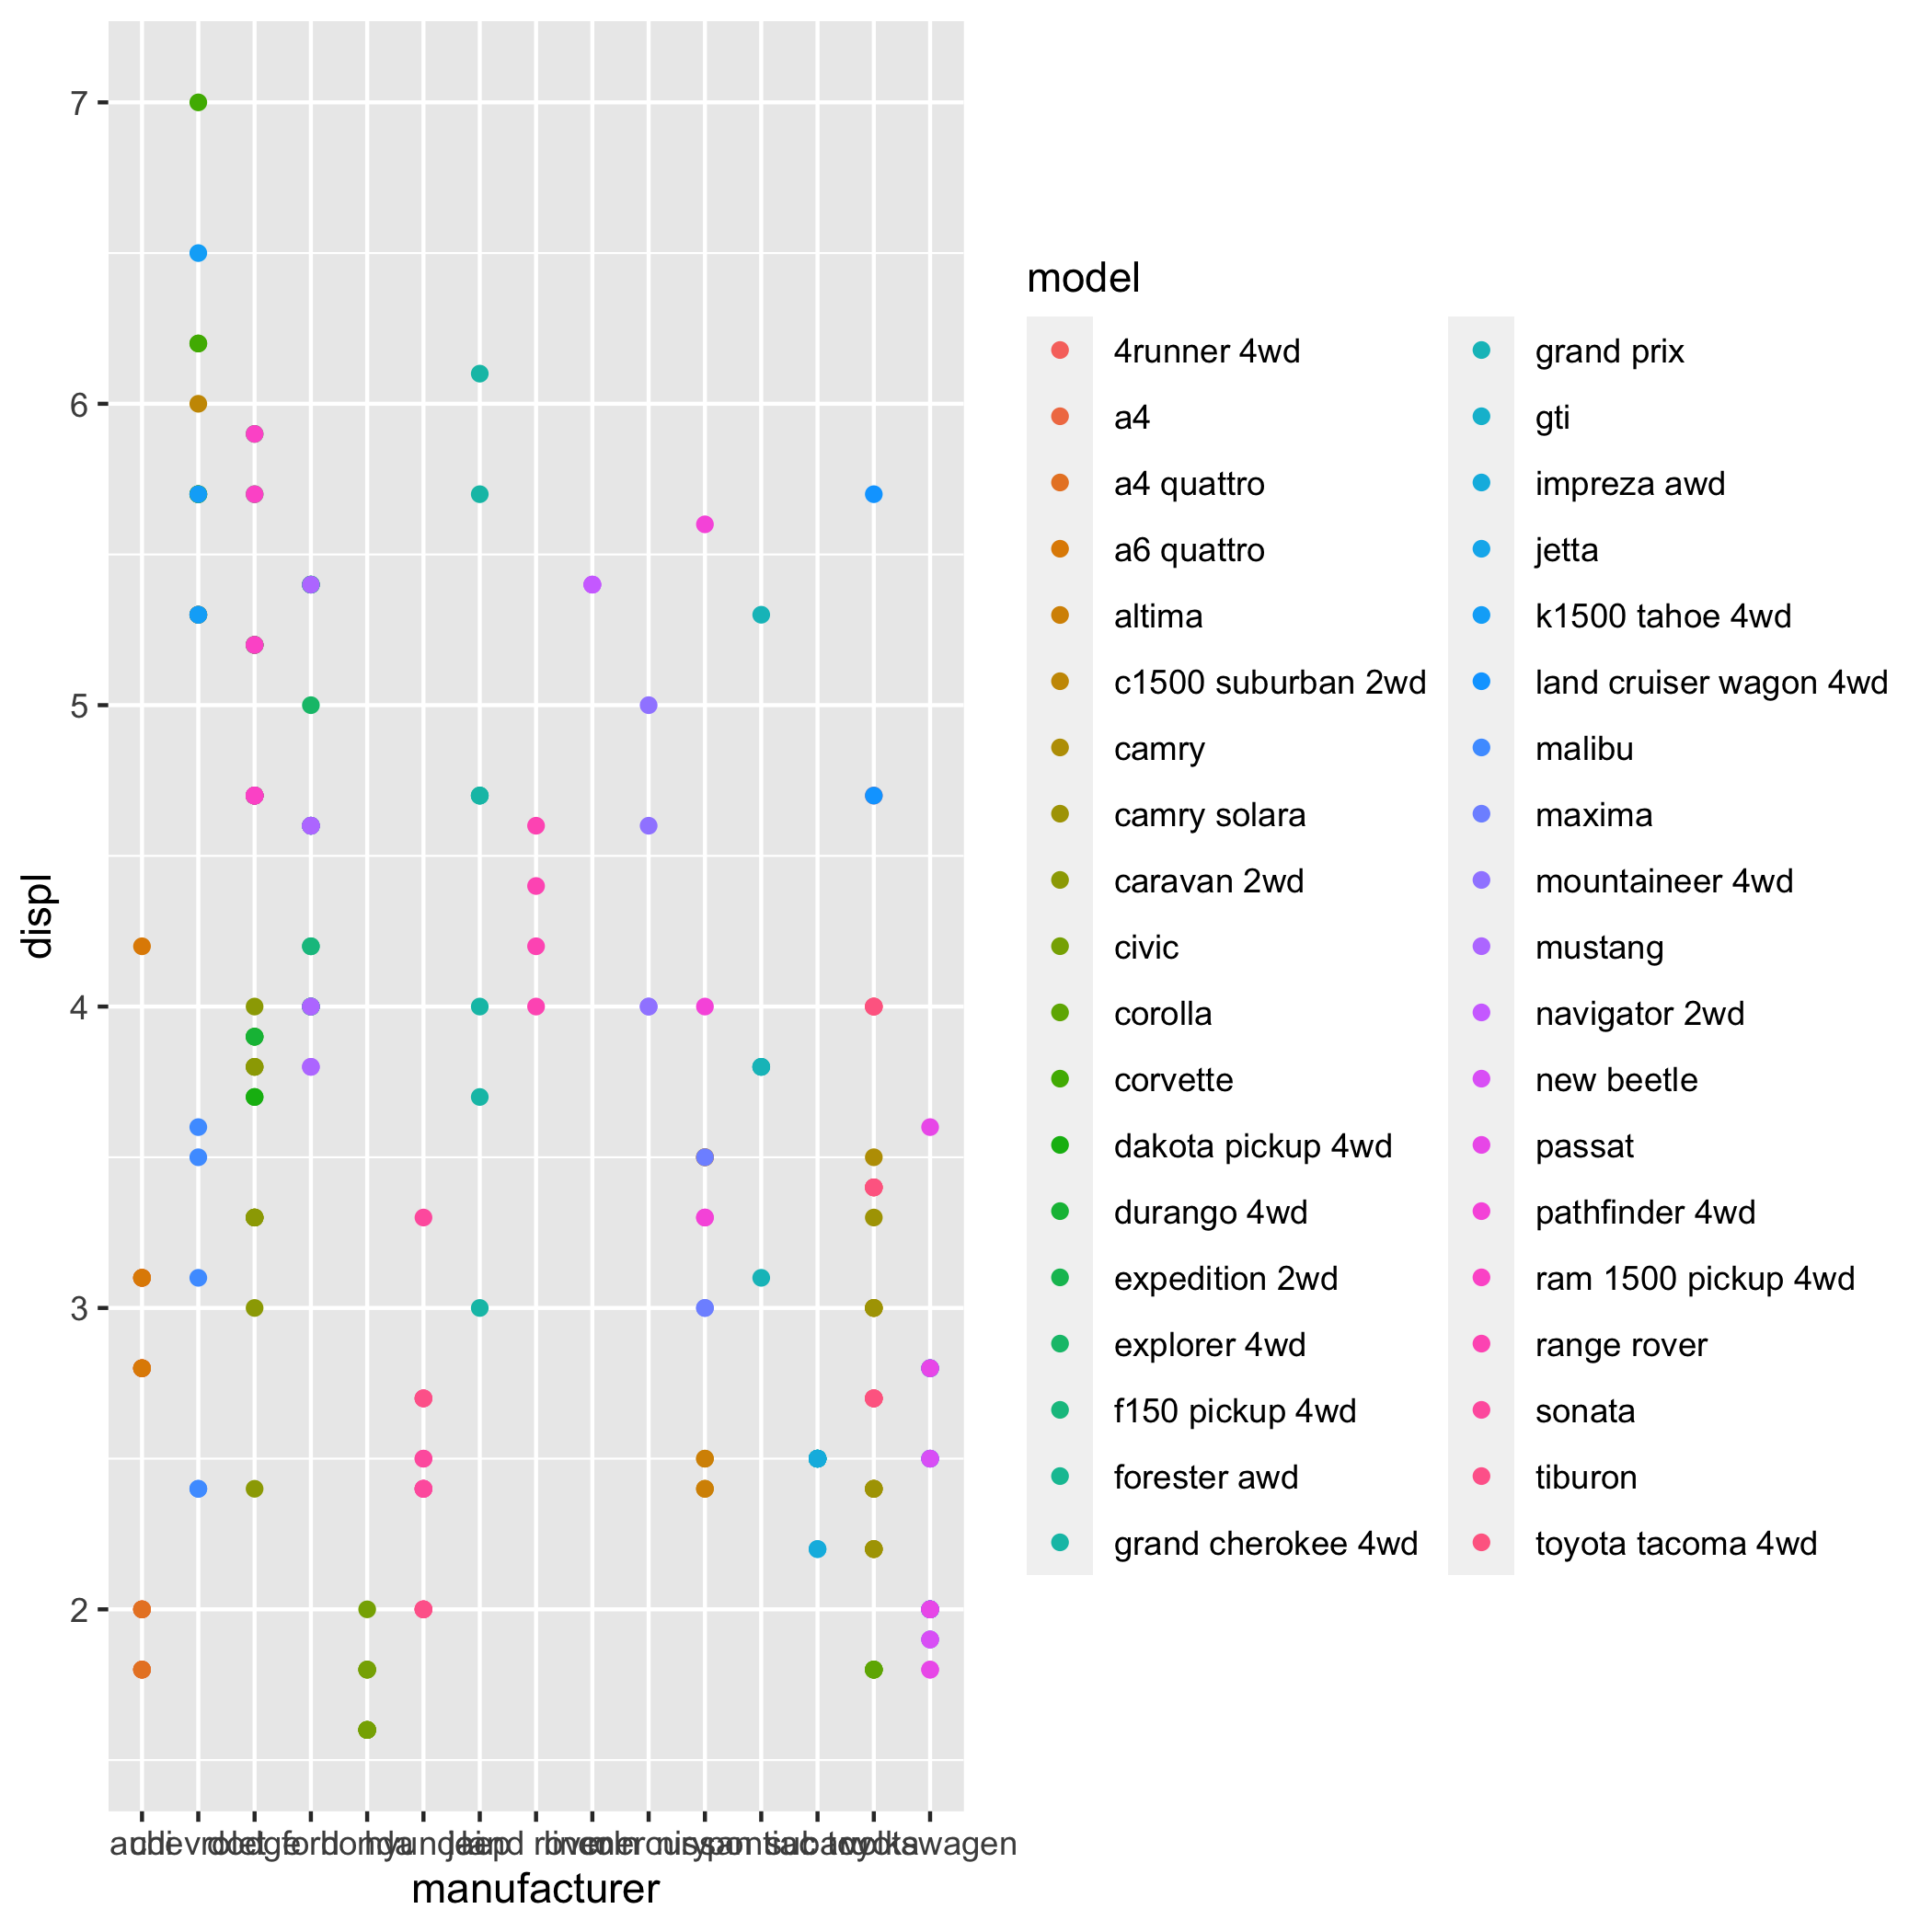 7
6
5
4
3
2
displ
audi chevrolet dodge ford honda hyundai jeep land rover lincoln mercury nissan pontiac subaru toyota volkswagen
manufacturer
model
4runner 4wd
a4
a4 quattro
a6 quattro
altima
c1500 suburban 2wd
camry
camry solara
caravan 2wd
civic
corolla
corvette
dakota pickup 4wd
durango 4wd
expedition 2wd
explorer 4wd
f150 pickup 4wd
forester awd
grand cherokee 4wd
grand prix
gti
impreza awd
jetta
k1500 tahoe 4wd
land cruiser wagon 4wd
malibu
maxima
mountaineer 4wd
mustang
navigator 2wd
new beetle
passat
pathfinder 4wd
ram 1500 pickup 4wd
range rover
sonata
tiburon
toyota tacoma 4wd